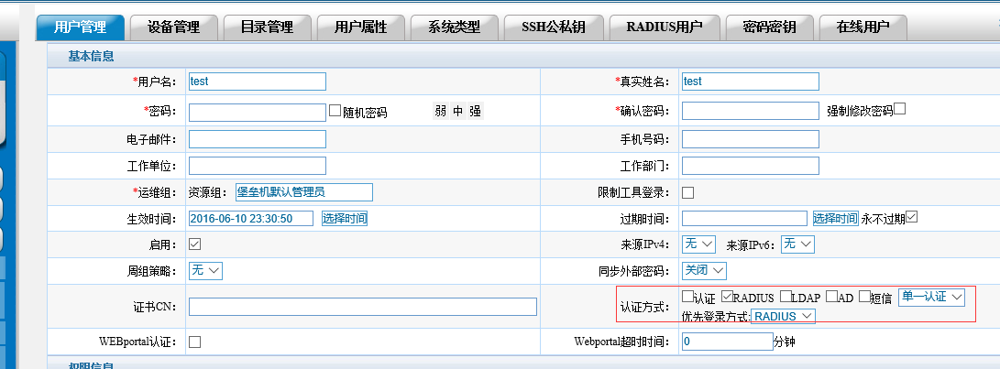 用户管理 设备管理 目录管理 用户属性 系统类型 SSH公私钥 RADIUS用户 密码密钥 在线用户
基本信息
*用户名： test *真实姓名： test
*密码： 随机密码 弱 中 强 *确认密码： 强制修改密码
电子邮件： 手机号码：
工作单位： 工作部门：
*运维组： 资源组： 堡垒机默认管理员 限制工具登录：
生效时间： 2016-06-10 23:30:50 选择时间 过期时间： 选择时间 永不过期
启用： 来源IPv4： 无 来源IPv6： 无
周组策略： 无 同步外部密码： 关闭
证书CN： 认证方式： 认证 RADIUS LDAP AD 短信 单一认证
优先登录方式: RADIUS
WEBportal认证： Webportal超时时间： 0 分钟
权限信息